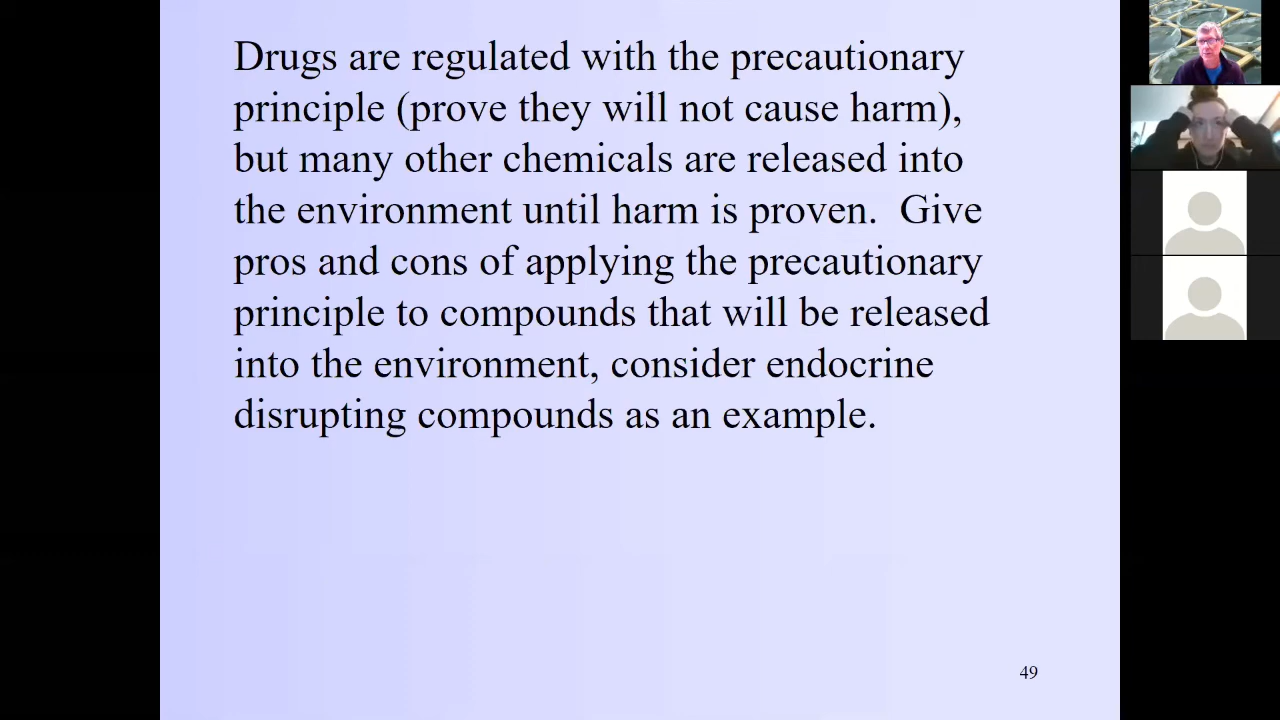 Drugs are regulated with the precautionary
principle (prove they will not cause harm),
but many other chemicals are released into
the environment until harm is proven.  Give
pros and cons of applying the precautionary
principle to compounds that will be released
into the environment, consider endocrine
disrupting compounds as an example.
49